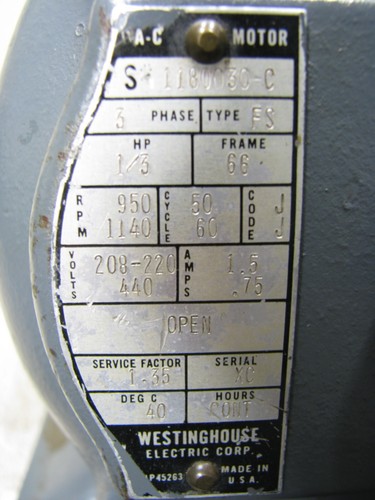 A-C MOTOR
S# 1180030-C
3 PHASE TYPE FS
HP FRAME
1/3 66
RPM 950 CYCLE 50 CODE J
1140 60 J
VOLTS 208-220 AMPS 1.5
440 .75
OPEN
SERVICE FACTOR SERIAL
1.35
DEG C HOURS
40 CONT
WESTINGHOUSE
ELECTRIC CORP.
MADE IN
U.S.A.